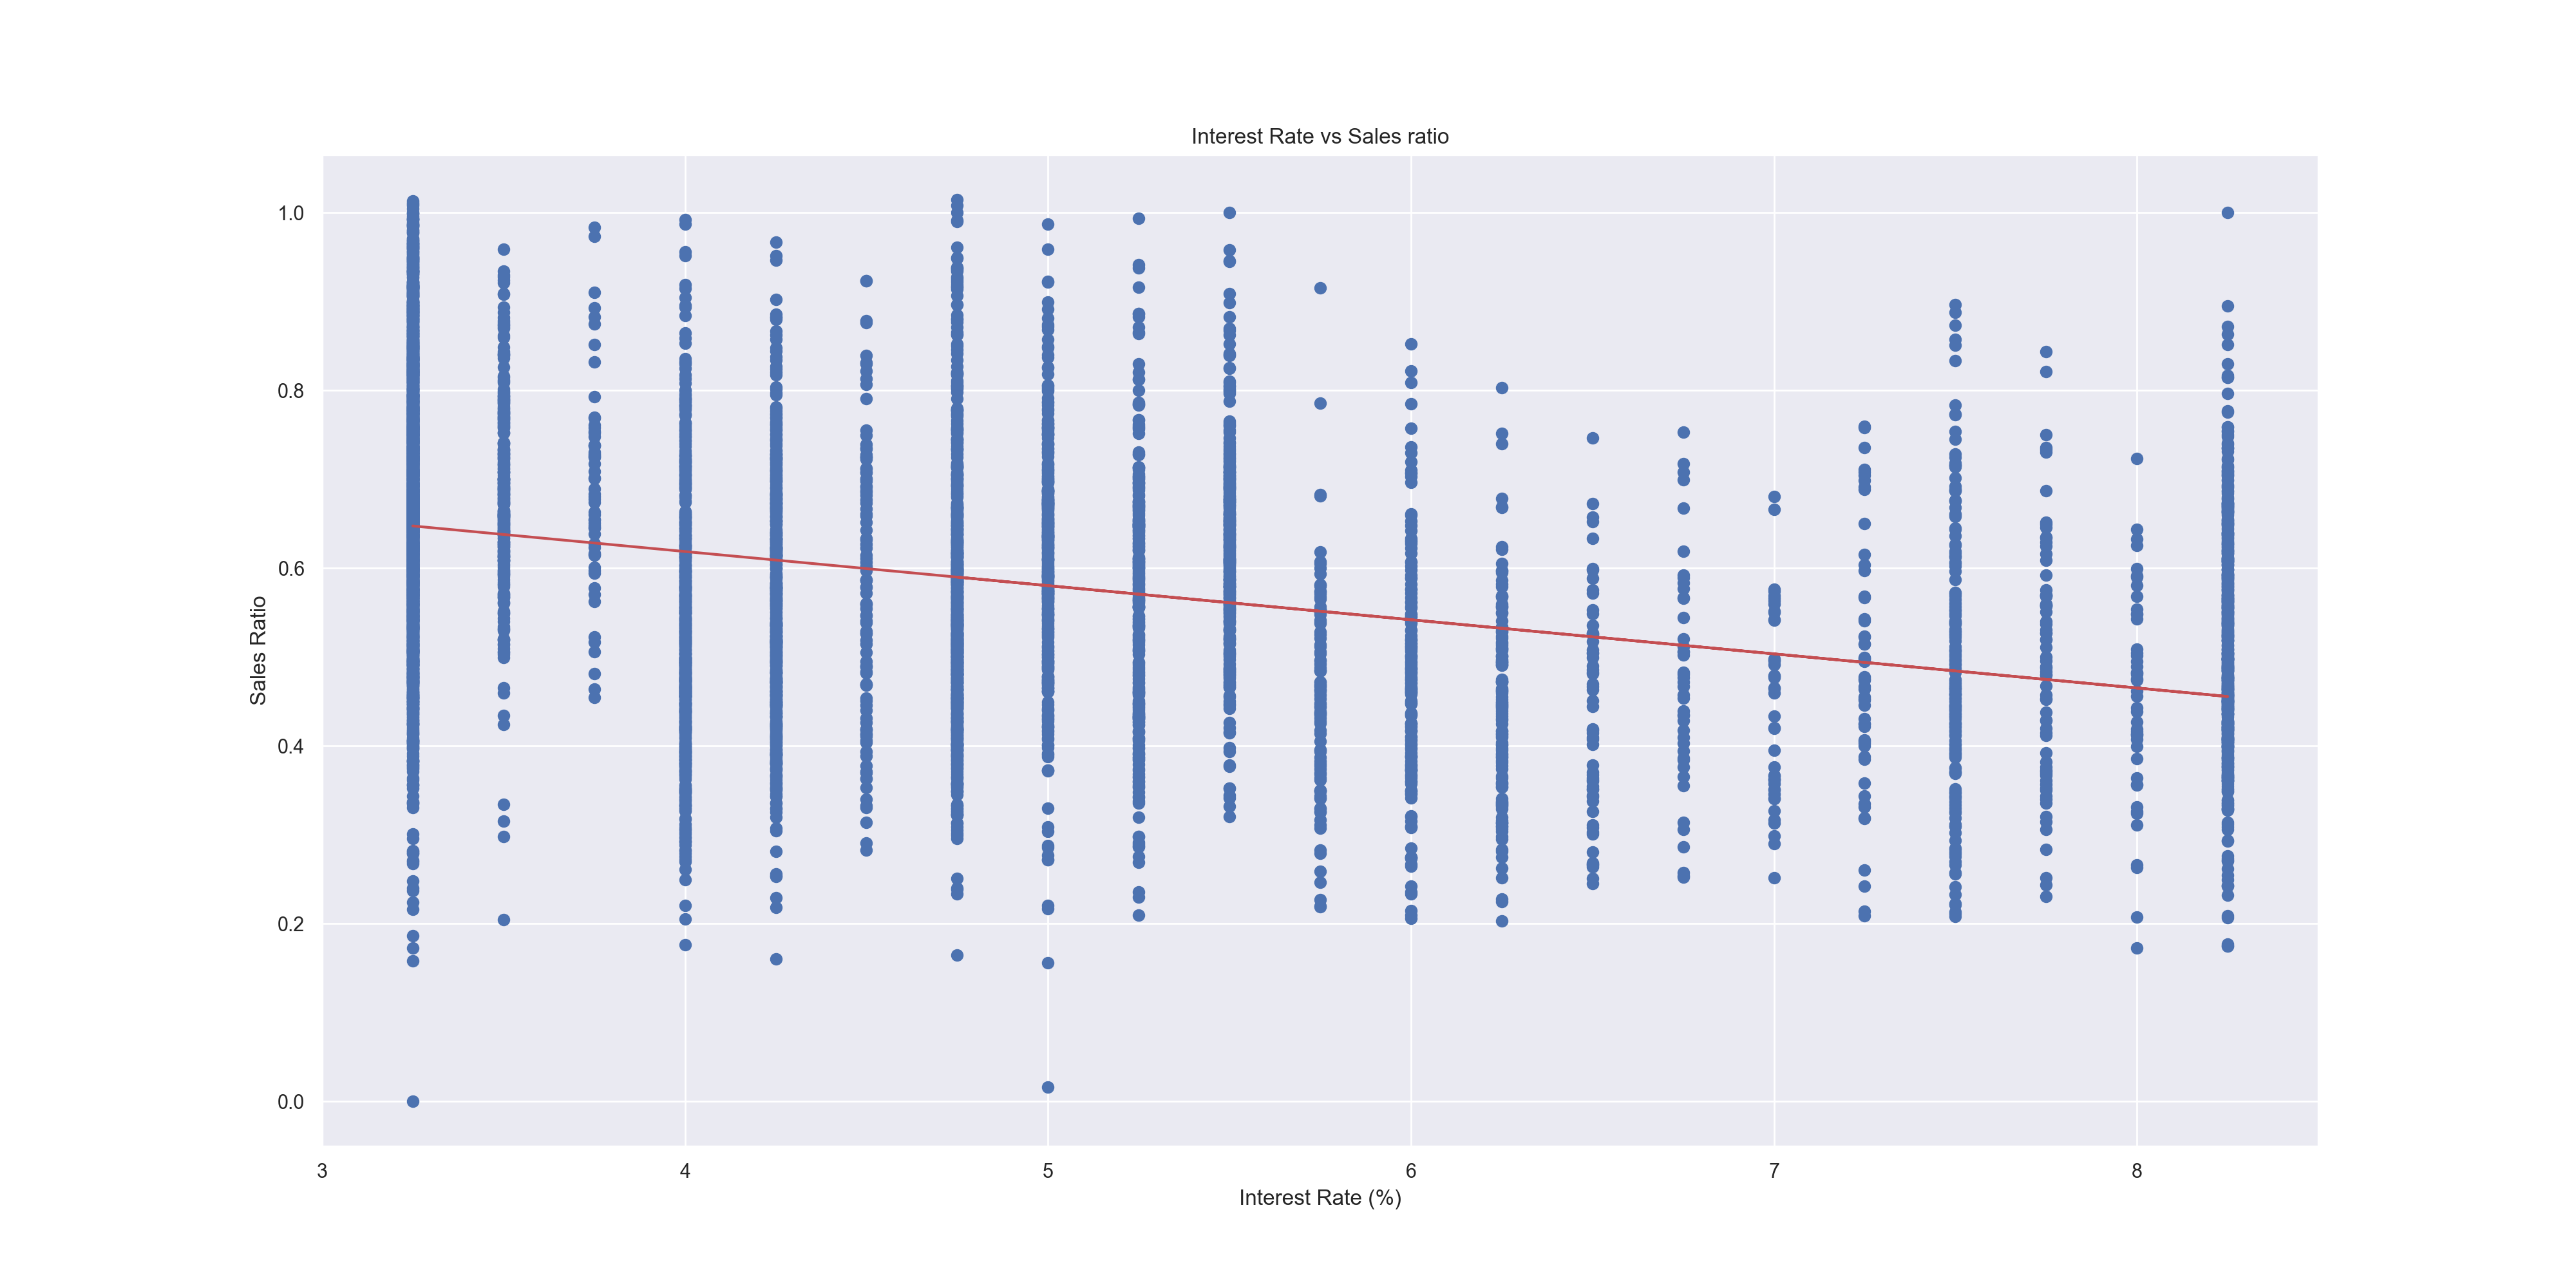 Interest Rate vs Sales ratio
1.0
0.8
0.6
0.4
0.2
0.0
Sales Ratio
3 4 5 6 7 8
Interest Rate (%)